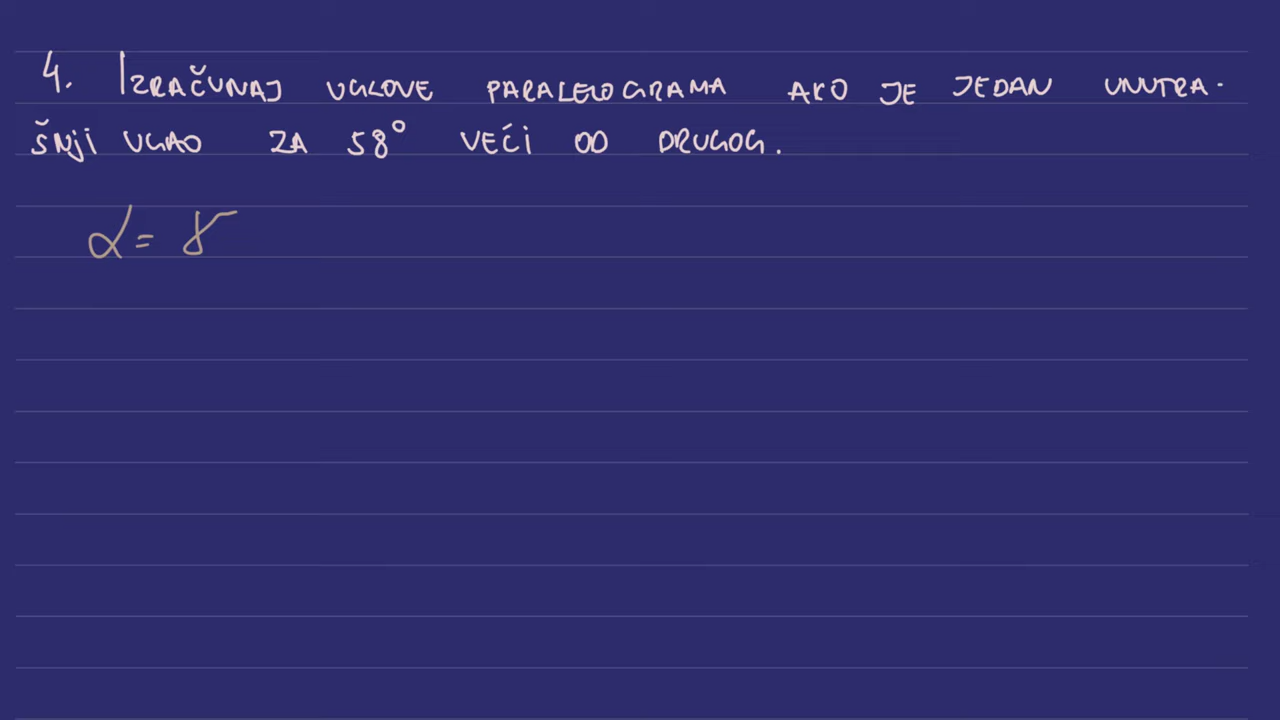 4. IZRAČUNAJ UGLOVE PARALELOGRAMA AKO JE JEDAN UNUTRA-
ŠNJI UGAO ZA 58° VEĆI OD DRUGOG.
α = γ